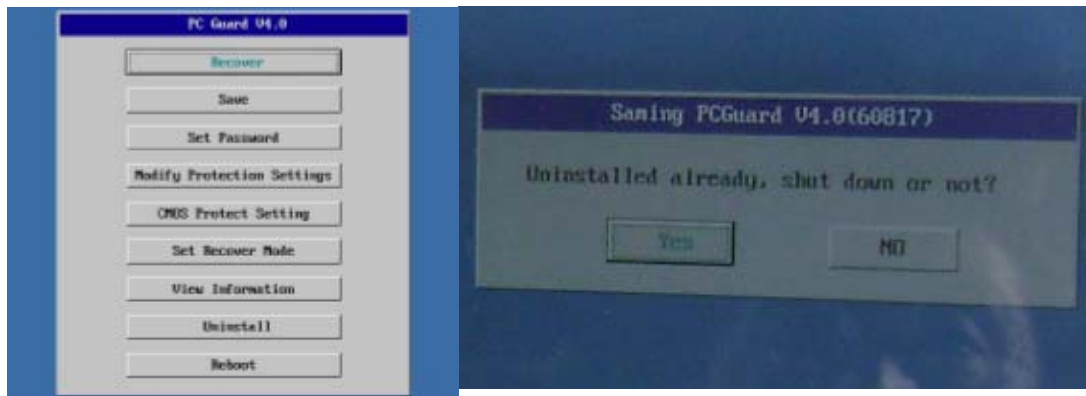 PC Guard V4.0
Recover
Save
Set Password
Modify Protection Settings
CMOS Protect Setting
Set Recover Mode
View Information
Uninstall
Reboot
Saming PCGuard V4.0(60817)
Uninstalled already, shut down or not?
Yes
NO